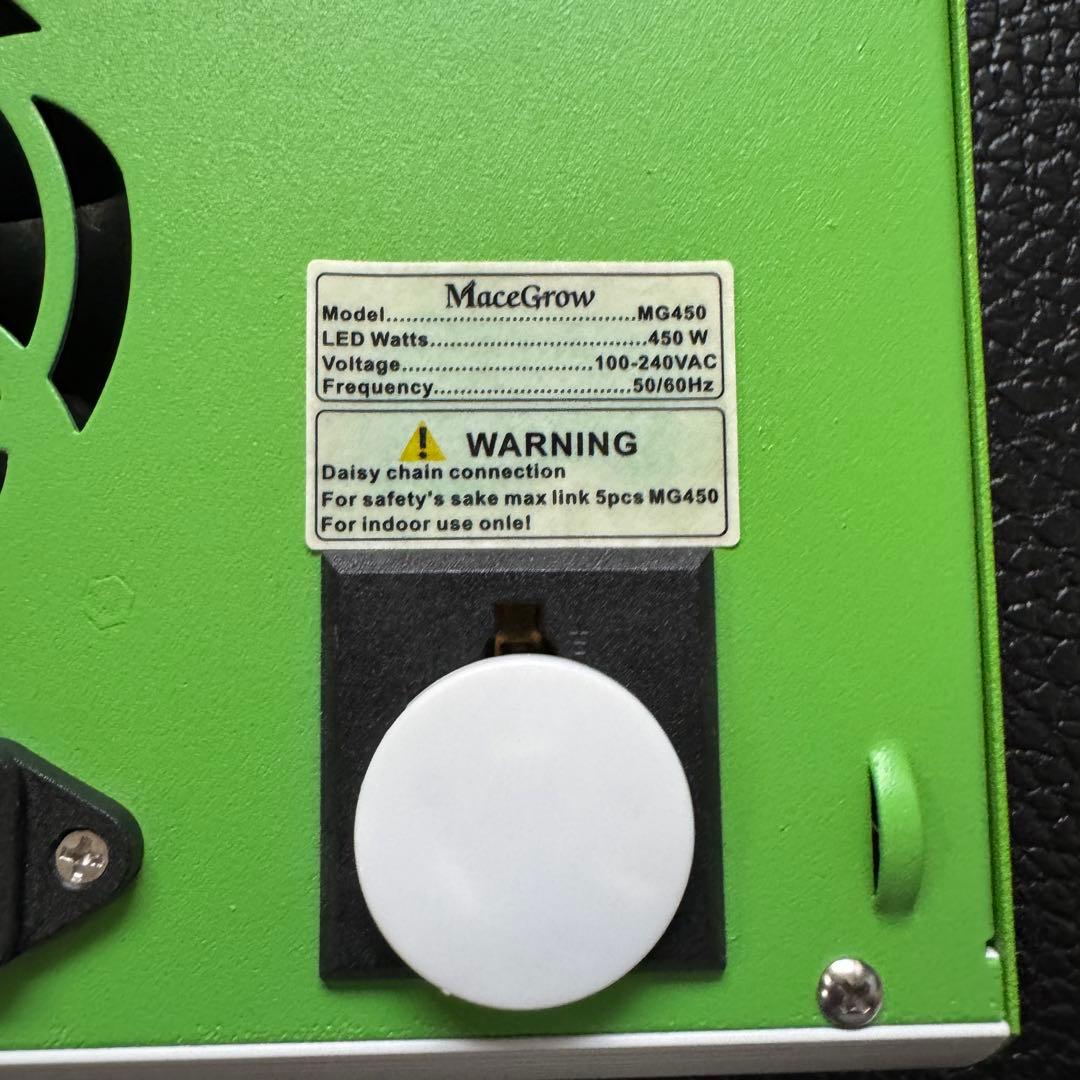 MaceGrow
Model....................................MG450
LED Watts................................450 W
Voltage............................100-240VAC
Frequency.............................50/60Hz
WARNING
Daisy chain connection
For safety's sake max link 5pcs MG450
For indoor use onle!